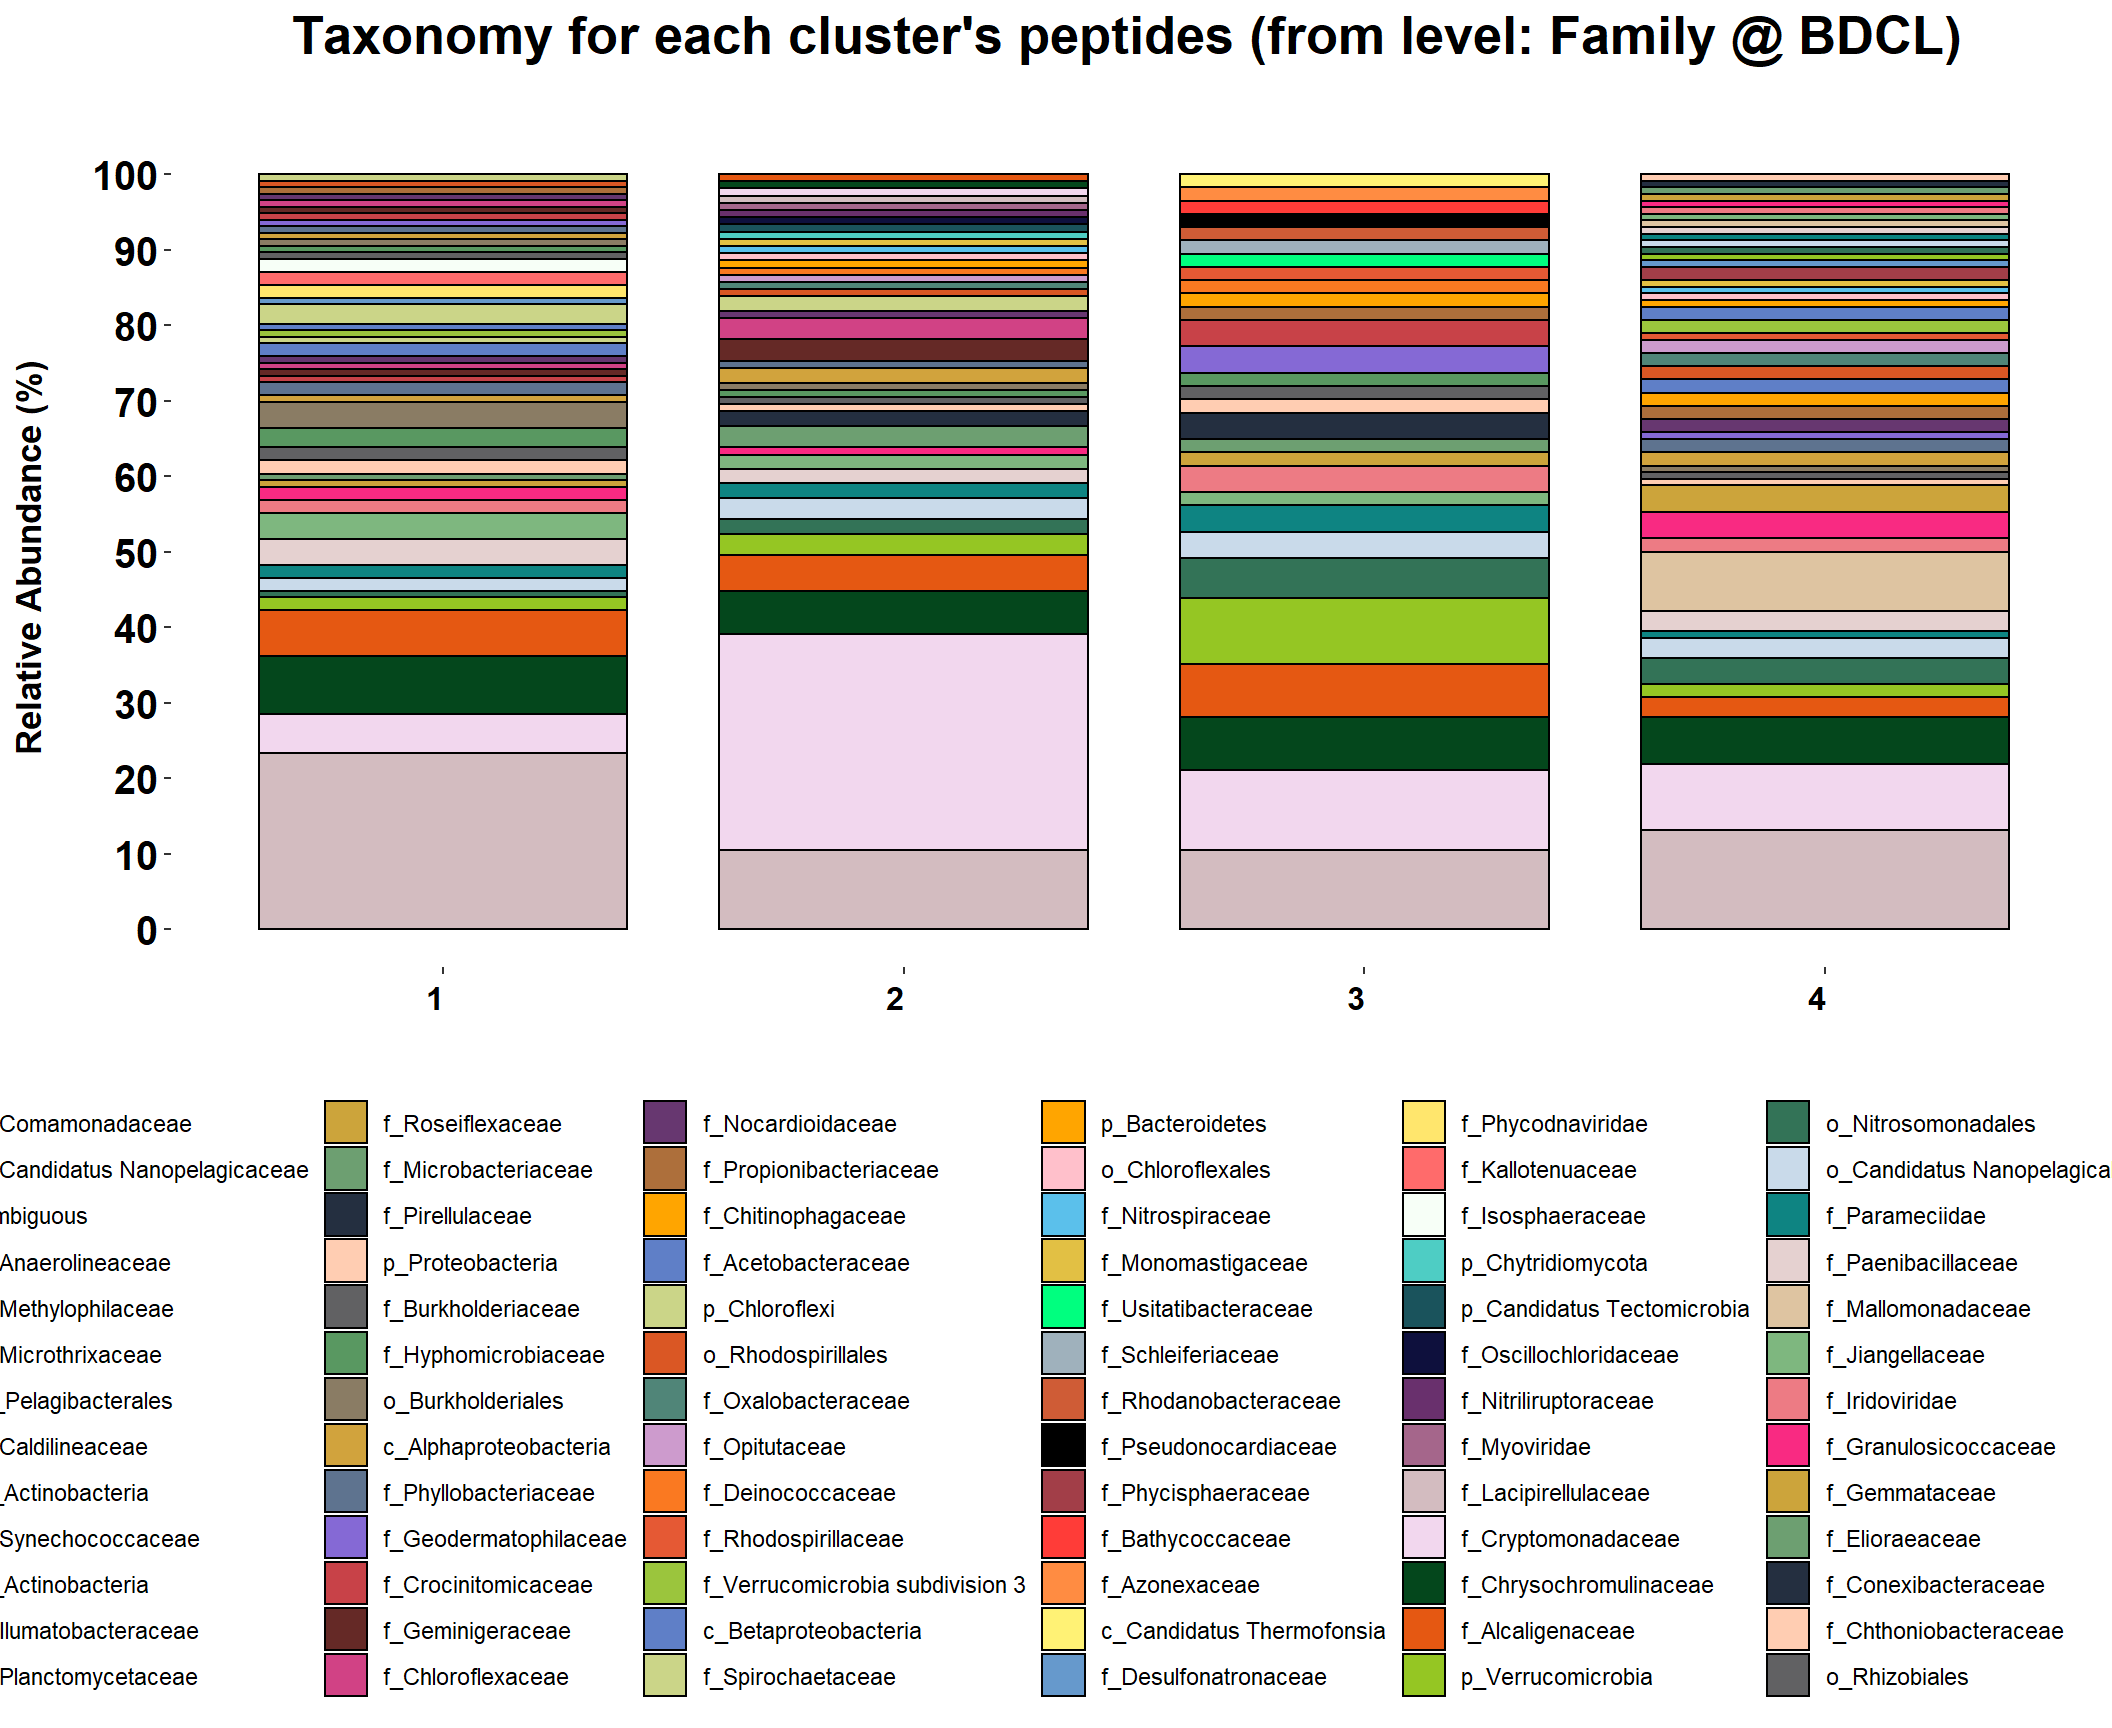 Taxonomy for each cluster's peptides (from level: Family @ BDCL)
Relative Abundance (%)
100
90
80
70
60
50
40
30
20
10
0
1 2 3 4
Comamonadaceae f_Roseiflexaceae f_Nocardioidaceae p_Bacteroidetes f_Phycodnaviridae o_Nitrosomonadales
Candidatus Nanopelagicaceae f_Microbacteriaceae f_Propionibacteriaceae o_Chloroflexales f_Kallotenuaceae o_Candidatus Nanopelagica
mbiguous f_Pirellulaceae f_Chitinophagaceae f_Nitrospiraceae f_Isosphaeraceae f_Parameciidae
Anaerolineaceae p_Proteobacteria f_Acetobacteraceae f_Monomastigaceae p_Chytridiomycota f_Paenibacillaceae
Methylophilaceae f_Burkholderiaceae p_Chloroflexi f_Usitatibacteraceae p_Candidatus Tectomicrobia f_Mallomonadaceae
Microthrixaceae f_Hyphomicrobiaceae o_Rhodospirillales f_Schleiferiaceae f_Oscillochloridaceae f_Jiangellaceae
_Pelagibacterales o_Burkholderiales f_Oxalobacteraceae f_Rhodanobacteraceae f_Nitriliruptoraceae f_Iridoviridae
Caldilineaceae c_Alphaproteobacteria f_Opitutaceae f_Pseudonocardiaceae f_Myoviridae f_Granulosicoccaceae
_Actinobacteria f_Phyllobacteriaceae f_Deinococcaceae f_Phycisphaeraceae f_Lacipirellulaceae f_Gemmataceae
Synechococcaceae f_Geodermatophilaceae f_Rhodospirillaceae f_Bathycoccaceae f_Cryptomonadaceae f_Elioraeaceae
_Actinobacteria f_Crocinitomicaceae f_Verrucomicrobia subdivision 3 f_Azonexaceae f_Chrysochromulinaceae f_Conexibacteraceae
Ilumatobacteraceae f_Geminigeraceae c_Betaproteobacteria c_Candidatus Thermofonsia f_Alcaligenaceae f_Chthoniobacteraceae
Planctomycetaceae f_Chloroflexaceae f_Spirochaetaceae f_Desulfonatronaceae p_Verrucomicrobia o_Rhizobiales